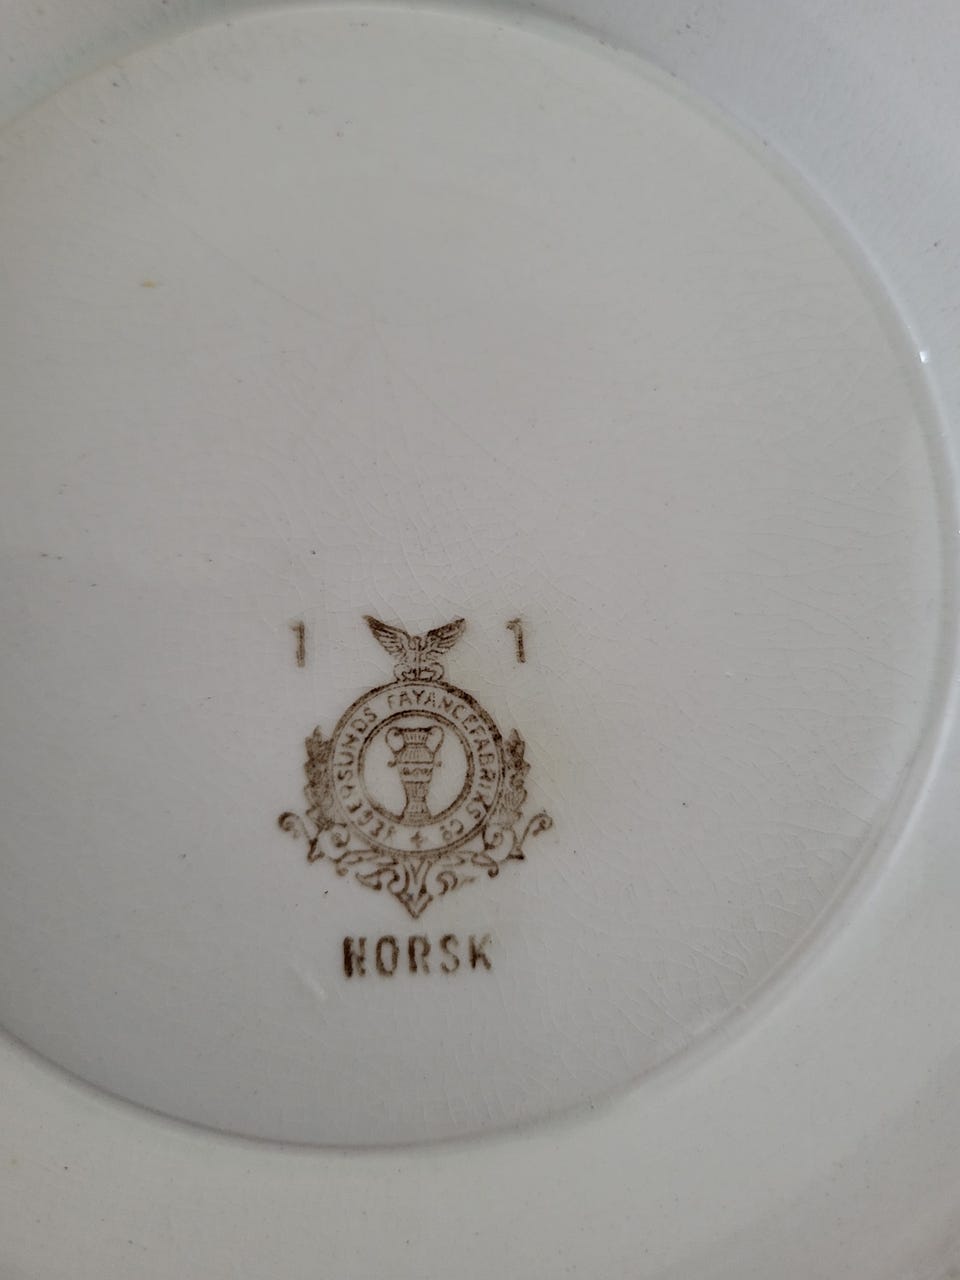 1 1
EGERSUNDS FAYANCEFABRIKS Co
NORSK